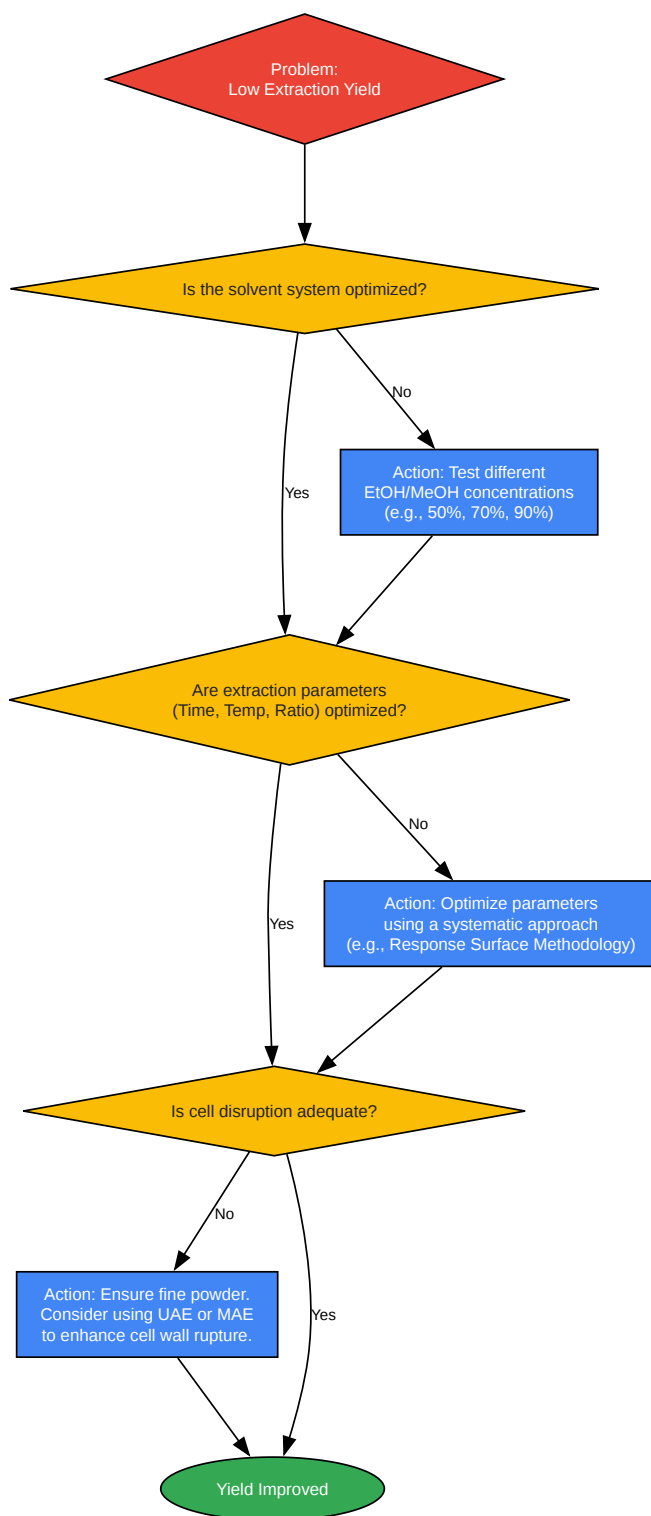 Problem:
Low Extraction Yield
Is the solvent system optimized?
No
Action: Test different
EtOH/MeOH concentrations
(e.g., 50%, 70%, 90%)
Yes
Are extraction parameters
(Time, Temp, Ratio) optimized?
No
Action: Optimize parameters
using a systematic approach
(e.g., Response Surface Methodology)
Yes
Is cell disruption adequate?
No
Action: Ensure fine powder.
Consider using UAE or MAE
to enhance cell wall rupture.
Yes
Yield Improved